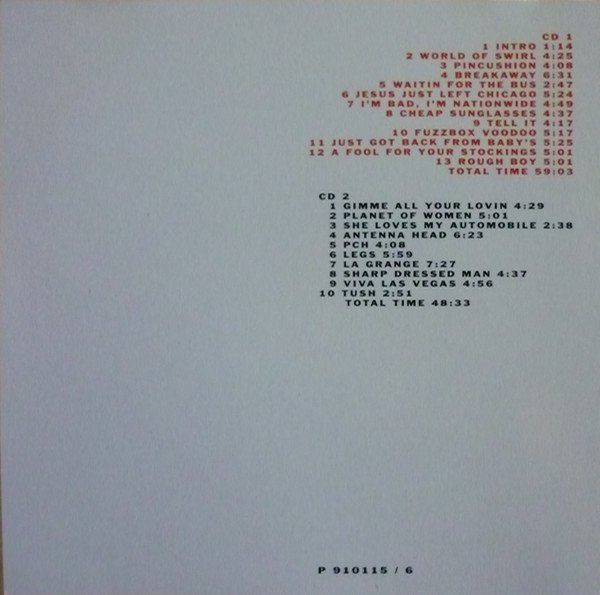 CD 1
1 INTRO 1:14
2 WORLD OF SWIRL 4:25
3 PINCUSHION 4:08
4 BREAKAWAY 6:31
5 WAITIN FOR THE BUS 2:47
6 JESUS JUST LEFT CHICAGO 5:24
7 I'M BAD, I'M NATIONWIDE 4:49
8 CHEAP SUNGLASSES 4:37
9 TELL IT 4:17
10 FUZZBOX VOODOO 5:17
11 JUST GOT BACK FROM BABY'S 5:25
12 A FOOL FOR YOUR STOCKINGS 5:01
13 ROUGH BOY 5:01
TOTAL TIME 59:03
CD 2
1 GIMME ALL YOUR LOVIN 4:29
2 PLANET OF WOMEN 5:01
3 SHE LOVES MY AUTOMOBILE 2:38
4 ANTENNA HEAD 6:23
5 PCH 4:08
6 LEGS 5:59
7 LA GRANGE 7:27
8 SHARP DRESSED MAN 4:37
9 VIVA LAS VEGAS 4:56
10 TUSH 2:51
TOTAL TIME 48:33
P 910115 / 6